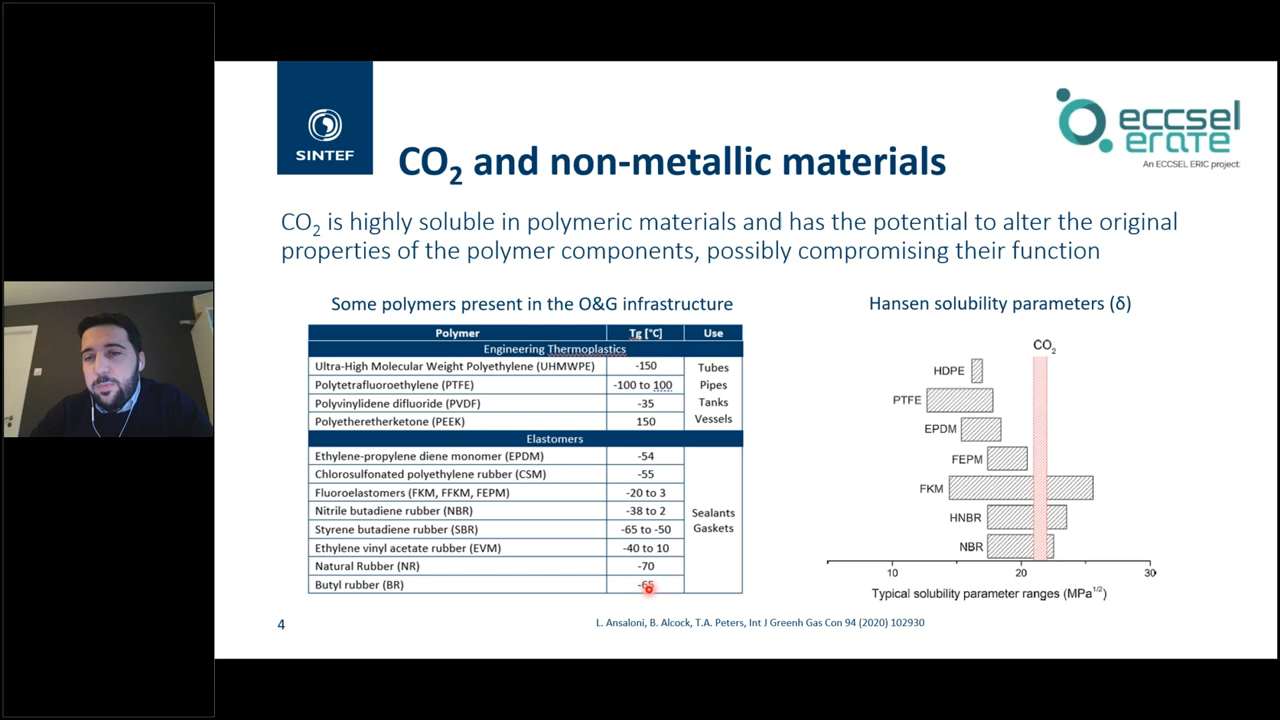 SINTEF
eccsel
erate
An ECCSEL ERIC project
CO2 and non-metallic materials
CO2 is highly soluble in polymeric materials and has the potential to alter the original
properties of the polymer components, possibly compromising their function
Some polymers present in the O&G infrastructure
Polymer Tg [°C] Use
Engineering Thermoplastics
Ultra-High Molecular Weight Polyethylene (UHMWPE) -150 Tubes
Polytetrafluoroethylene (PTFE) -100 to 100 Pipes
Polyvinylidene difluoride (PVDF) -35 Tanks
Polyetheretherketone (PEEK) 150 Vessels
Elastomers
Ethylene-propylene diene monomer (EPDM) -54
Chlorosulfonated polyethylene rubber (CSM) -55
Fluoroelastomers (FKM, FFKM, FEPM) -20 to 3
Nitrile butadiene rubber (NBR) -38 to 2 Sealants
Styrene butadiene rubber (SBR) -65 to -50 Gaskets
Ethylene vinyl acetate rubber (EVM) -40 to 10
Natural Rubber (NR) -70
Butyl rubber (BR) -65
Hansen solubility parameters (δ)
CO2
HDPE
PTFE
EPDM
FEPM
FKM
HNBR
NBR
10 20 30
Typical solubility parameter ranges (MPa1/2)
4
L. Ansaloni, B. Alcock, T.A. Peters, Int J Greenh Gas Con 94 (2020) 102930